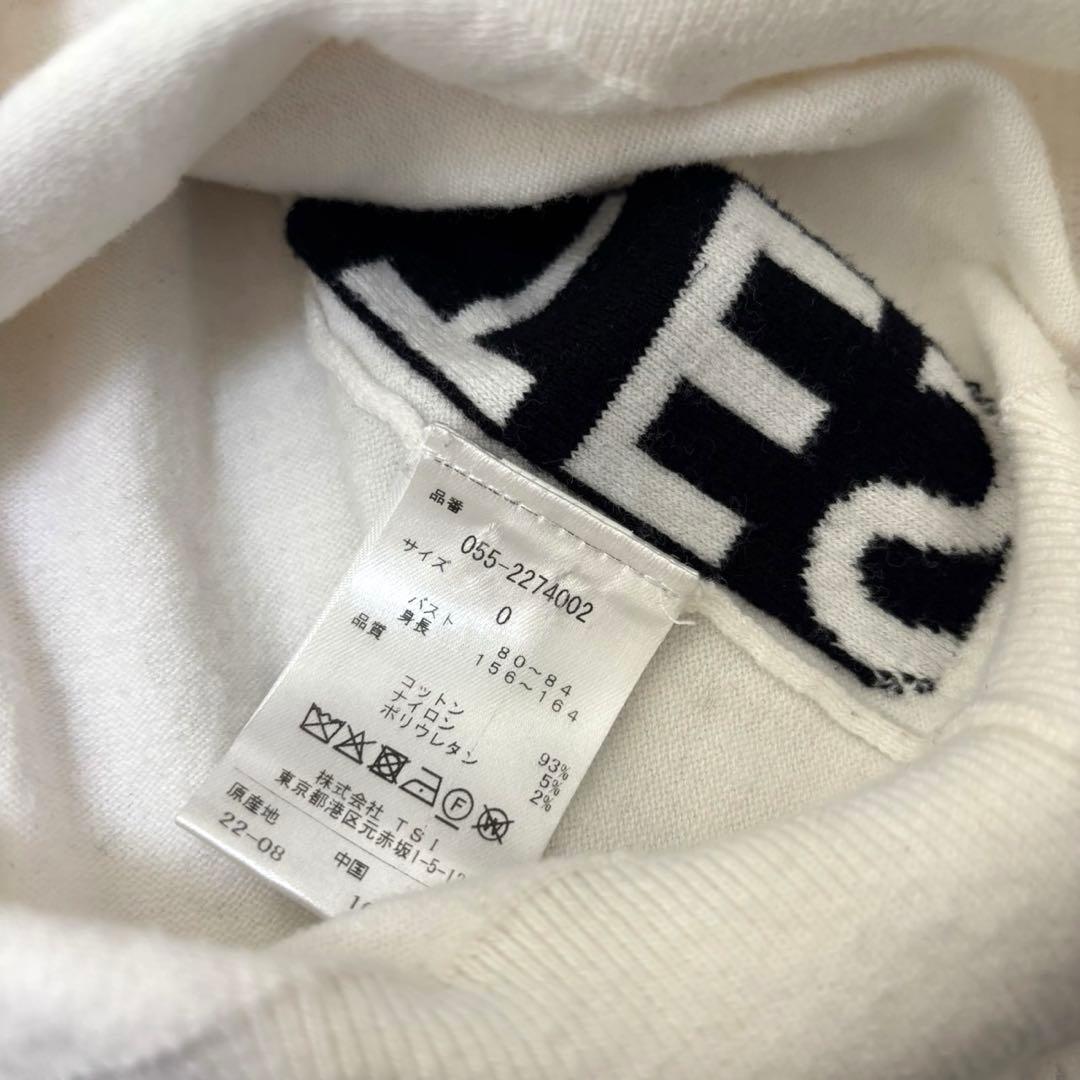 ES
品番
055-2274002
サイズ
0
バスト 80~84
身長 156~164
品質
コットン 93%
ナイロン 5%
ポリウレタン 2%
F
W
株式会社 TSI
東京都港区元赤坂1-5-12
原産地 中国
22-08